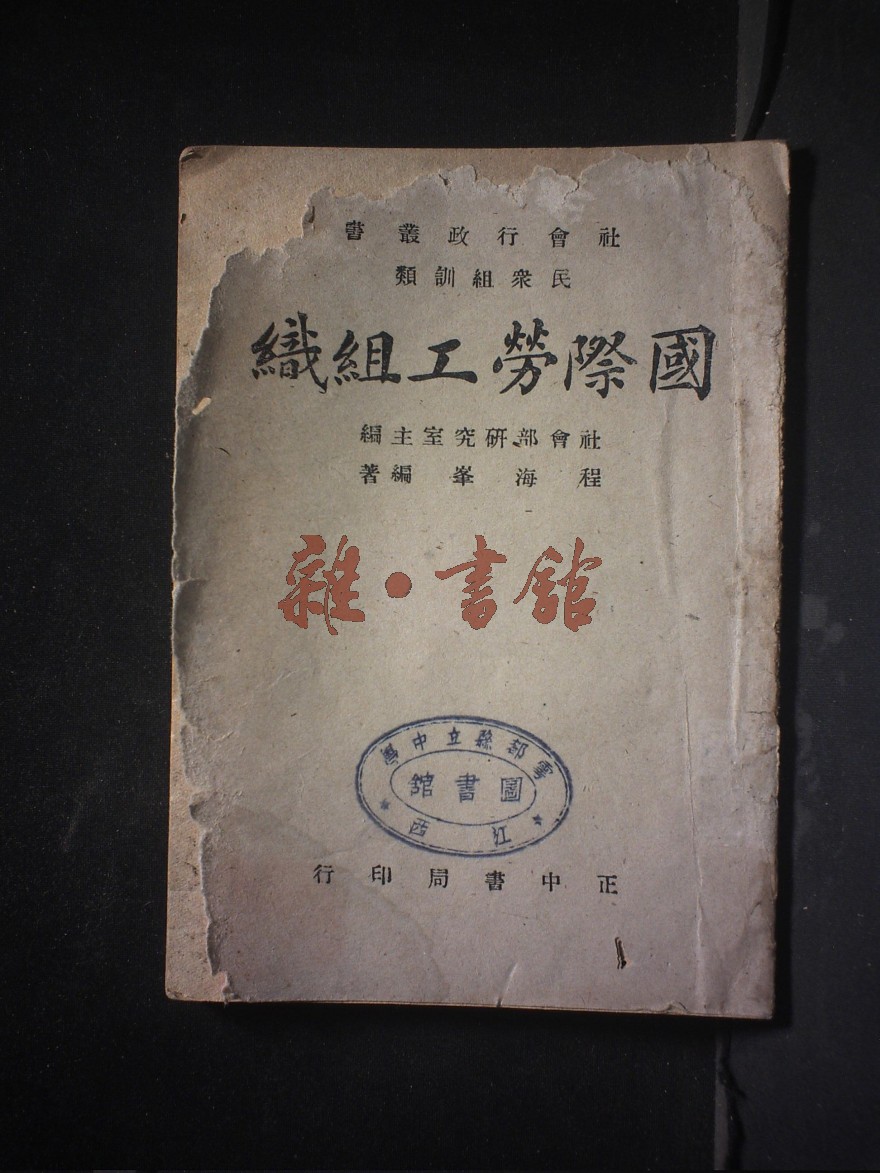 社會行政叢書
民衆組訓類
國際勞工組織
社會部研究室主編
程海峯編著
雜·書館
雩都縣立中學
圖書館
江西
正中書局印行